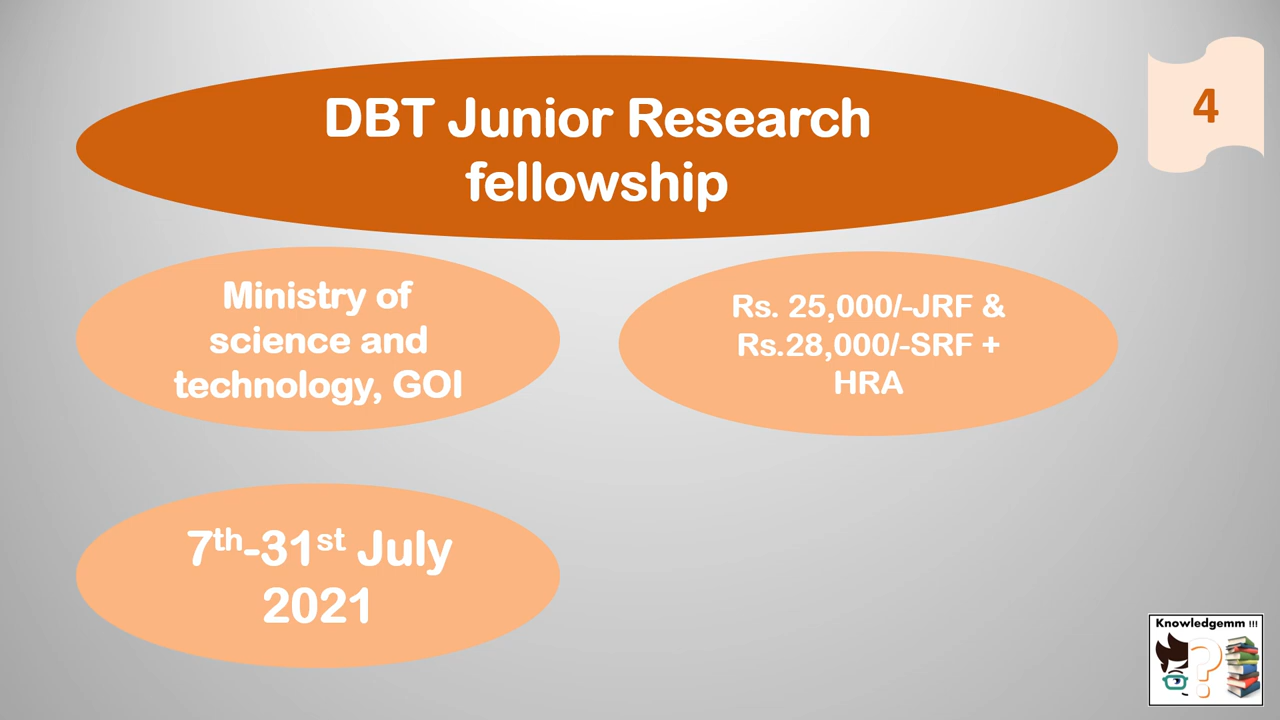 DBT Junior Research
fellowship
4
Ministry of
science and
technology, GOI
Rs. 25,000/-JRF &
Rs.28,000/-SRF +
HRA
7th-31st July
2021
Knowledgemm !!!
?